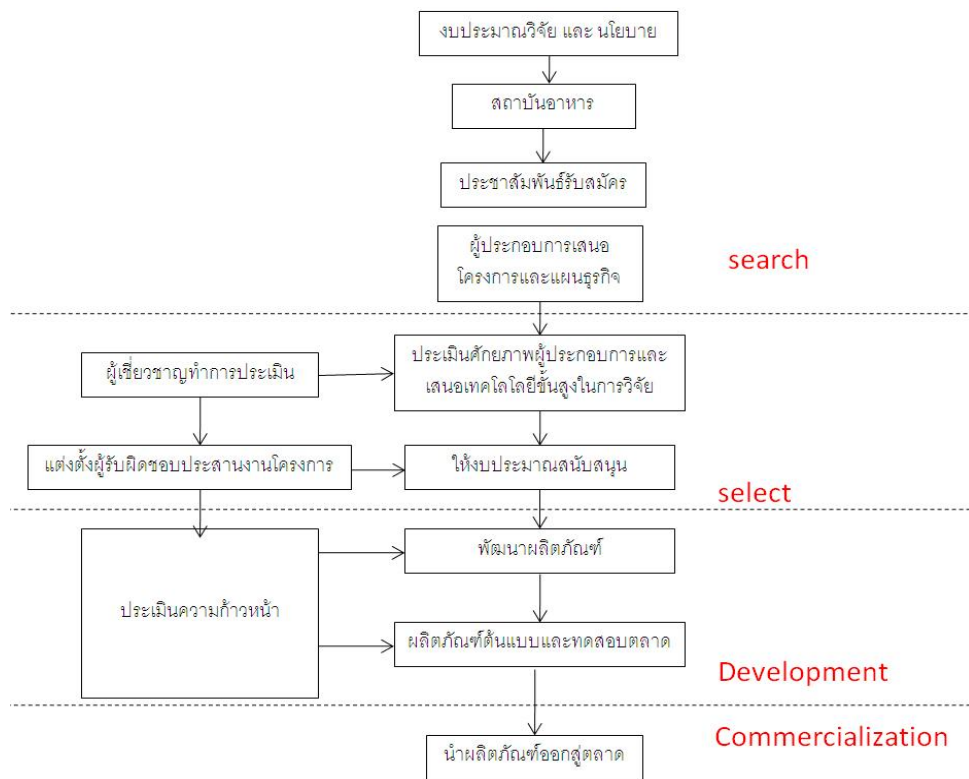 งบประมาณวิจัย และ นโยบาย
สถาบันอาหาร
ประชาสัมพันธ์รับสมัคร
ผู้ประกอบการเสนอ
โครงการและแผนธุรกิจ
search
ประเมินศักยภาพผู้ประกอบการและ
เสนอเทคโลโลยีขั้นสูงในการวิจัย
ผู้เชี่ยวชาญทำการประเมิน
แต่งตั้งผู้รับผิดชอบประสานงานโครงการ
ให้งบประมาณสนับสนุน
select
พัฒนาผลิตภัณฑ์
ประเมินความก้าวหน้า
ผลิตภัณฑ์ต้นแบบและทดสอบตลาด
Development
Commercialization
นำผลิตภัณฑ์ออกสู่ตลาด